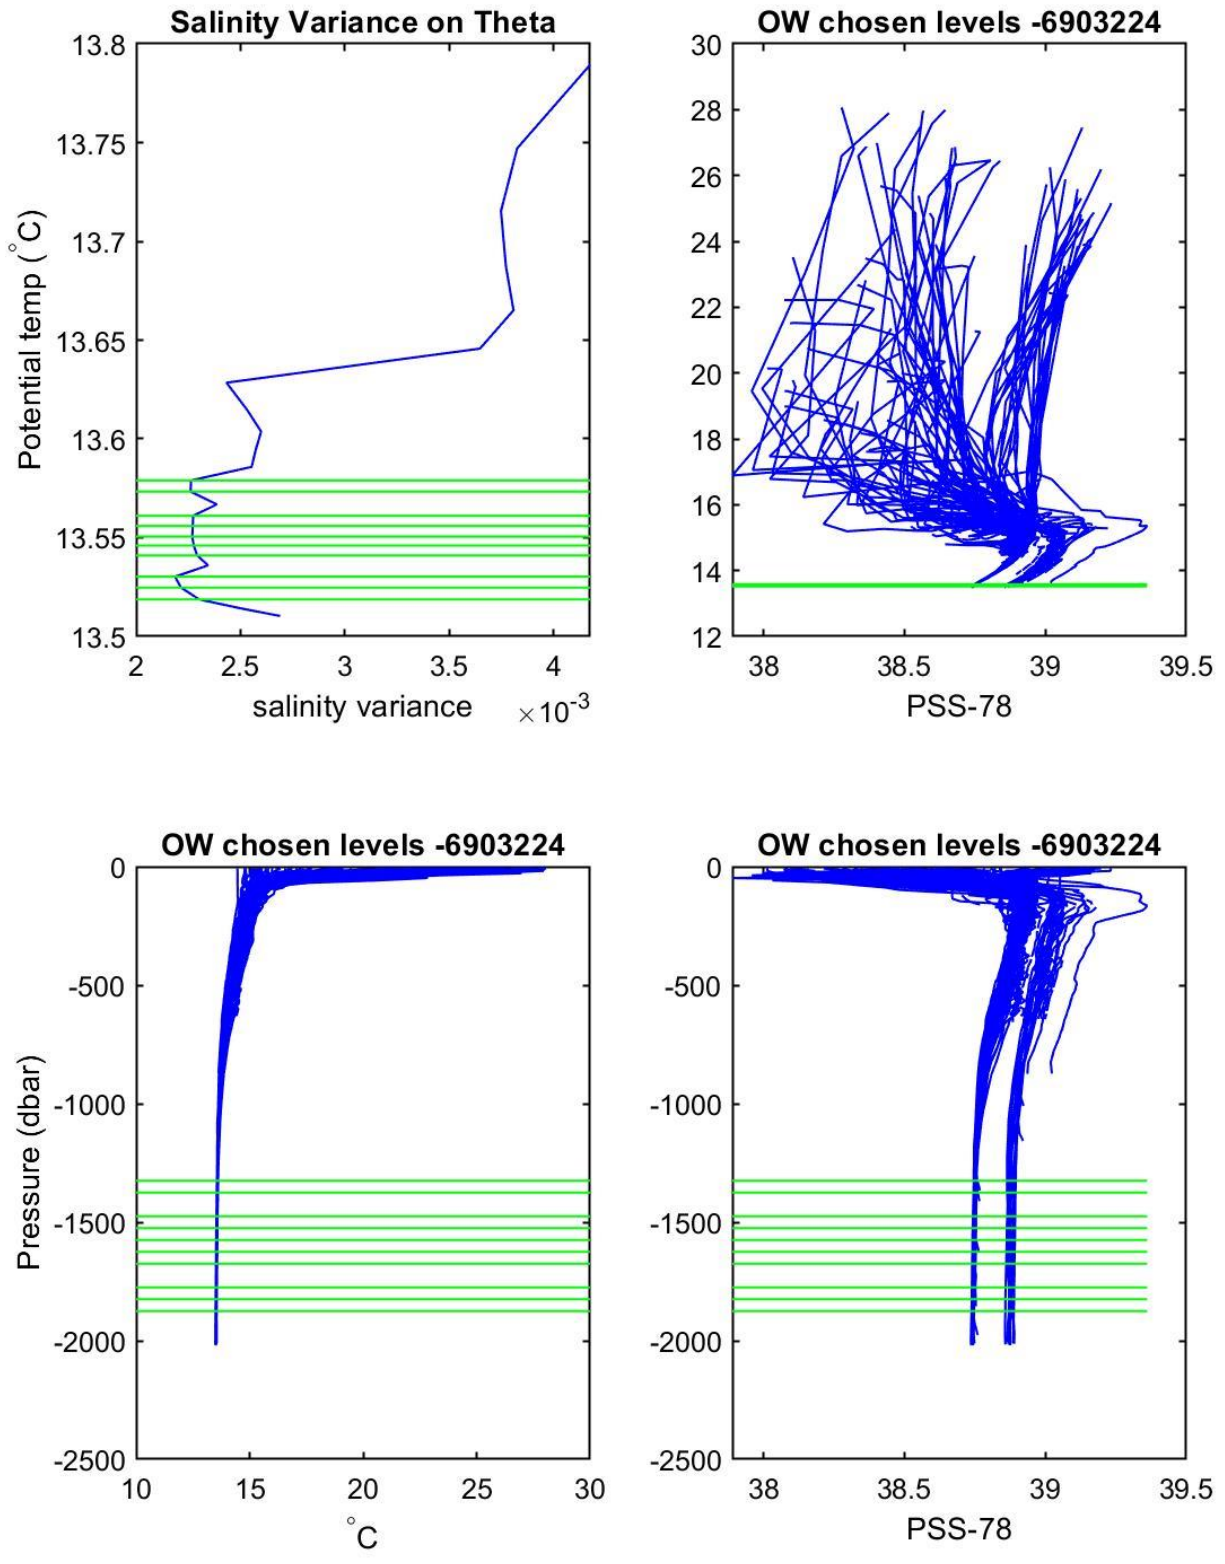 Salinity Variance on Theta
13.8
13.75
13.7
13.65
13.6
13.55
13.5
Potential temp (°C)
2 2.5 3 3.5 4
salinity variance ×10-3
OW chosen levels -6903224
30
28
26
24
22
20
18
16
14
12
38 38.5 39 39.5
PSS-78
OW chosen levels -6903224
0
-500
-1000
-1500
-2000
-2500
Pressure (dbar)
10 15 20 25 30
°C
OW chosen levels -6903224
0
-500
-1000
-1500
-2000
-2500
38 38.5 39 39.5
PSS-78